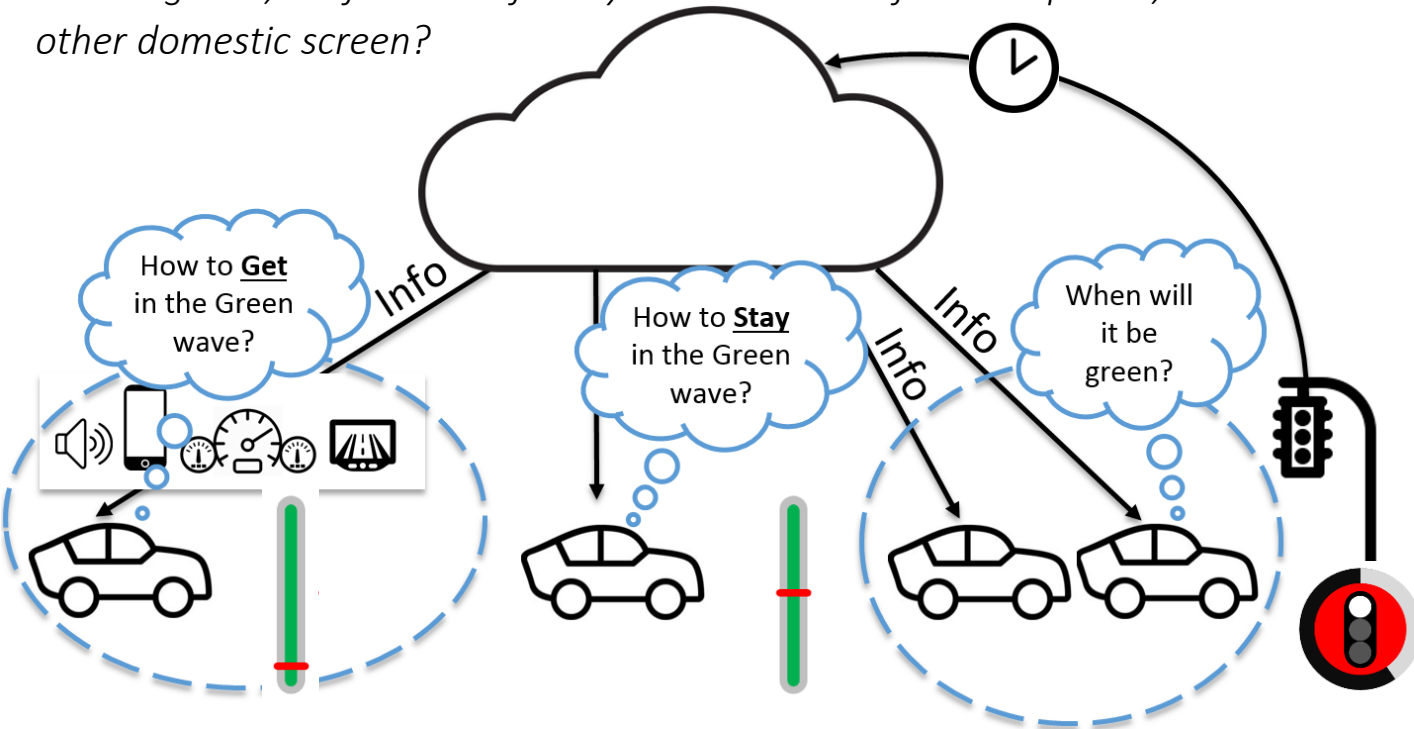 other domestic screen?
How to Get
in the Green
wave?
Info
How to Stay
in the Green
wave?
Info
Info
When will
it be
green?